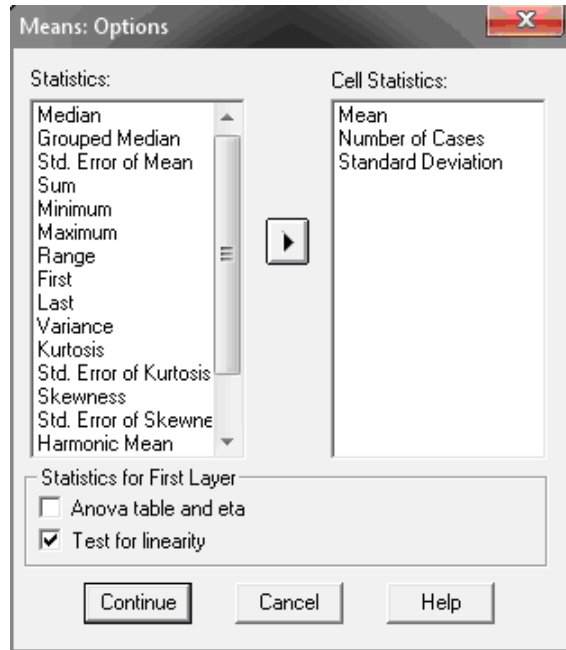 Means: Options
Statistics:
Median
Grouped Median
Std. Error of Mean
Sum
Minimum
Maximum
Range
First
Last
Variance
Kurtosis
Std. Error of Kurtosis
Skewness
Std. Error of Skewne
Harmonic Mean
Cell Statistics:
Mean
Number of Cases
Standard Deviation
Statistics for First Layer
Anova table and eta
Test for linearity
Continue
Cancel
Help